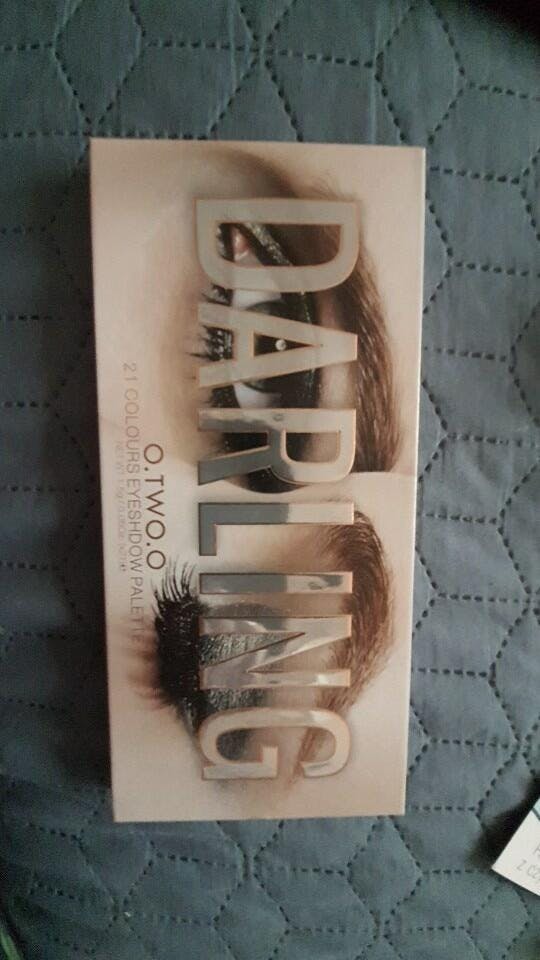 DARLING
O.TWO.O
21 COLOURS EYESHDOW PALETTE